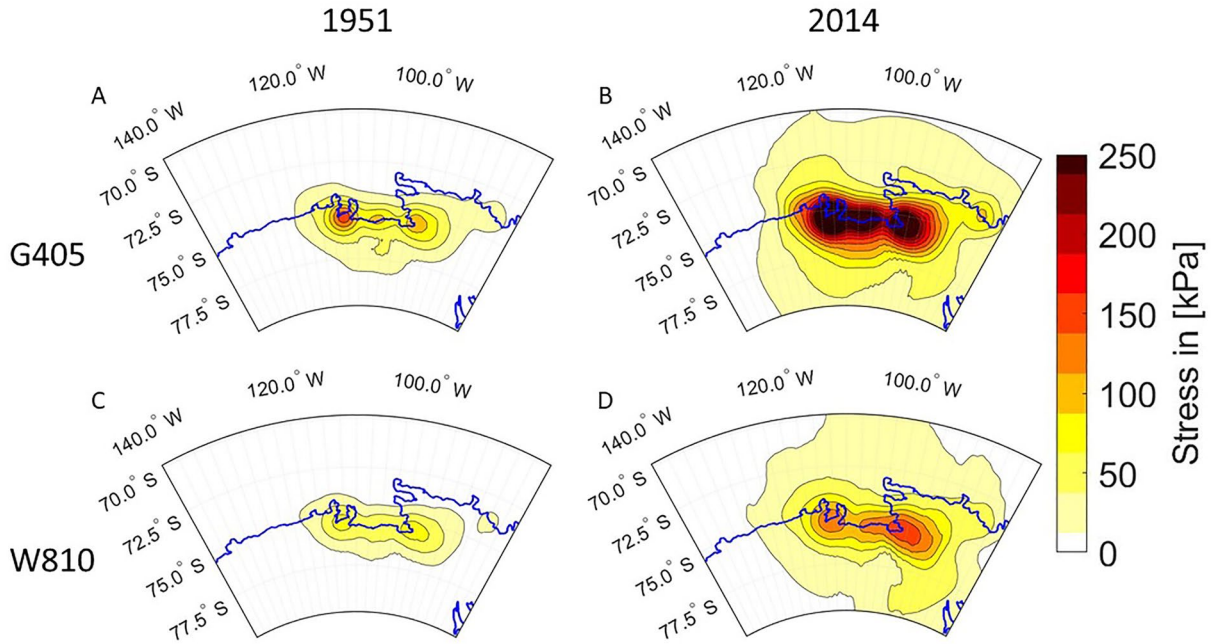 1951
2014
A
120.0° W
100.0° W
140.0° W
70.0° S
72.5° S
75.0° S
77.5° S
B
120.0° W
100.0° W
140.0° W
70.0° S
72.5° S
75.0° S
77.5° S
G405
C
120.0° W
100.0° W
140.0° W
70.0° S
72.5° S
75.0° S
77.5° S
D
120.0° W
100.0° W
140.0° W
70.0° S
72.5° S
75.0° S
77.5° S
W810
250
200
150
100
50
0
Stress in [kPa]